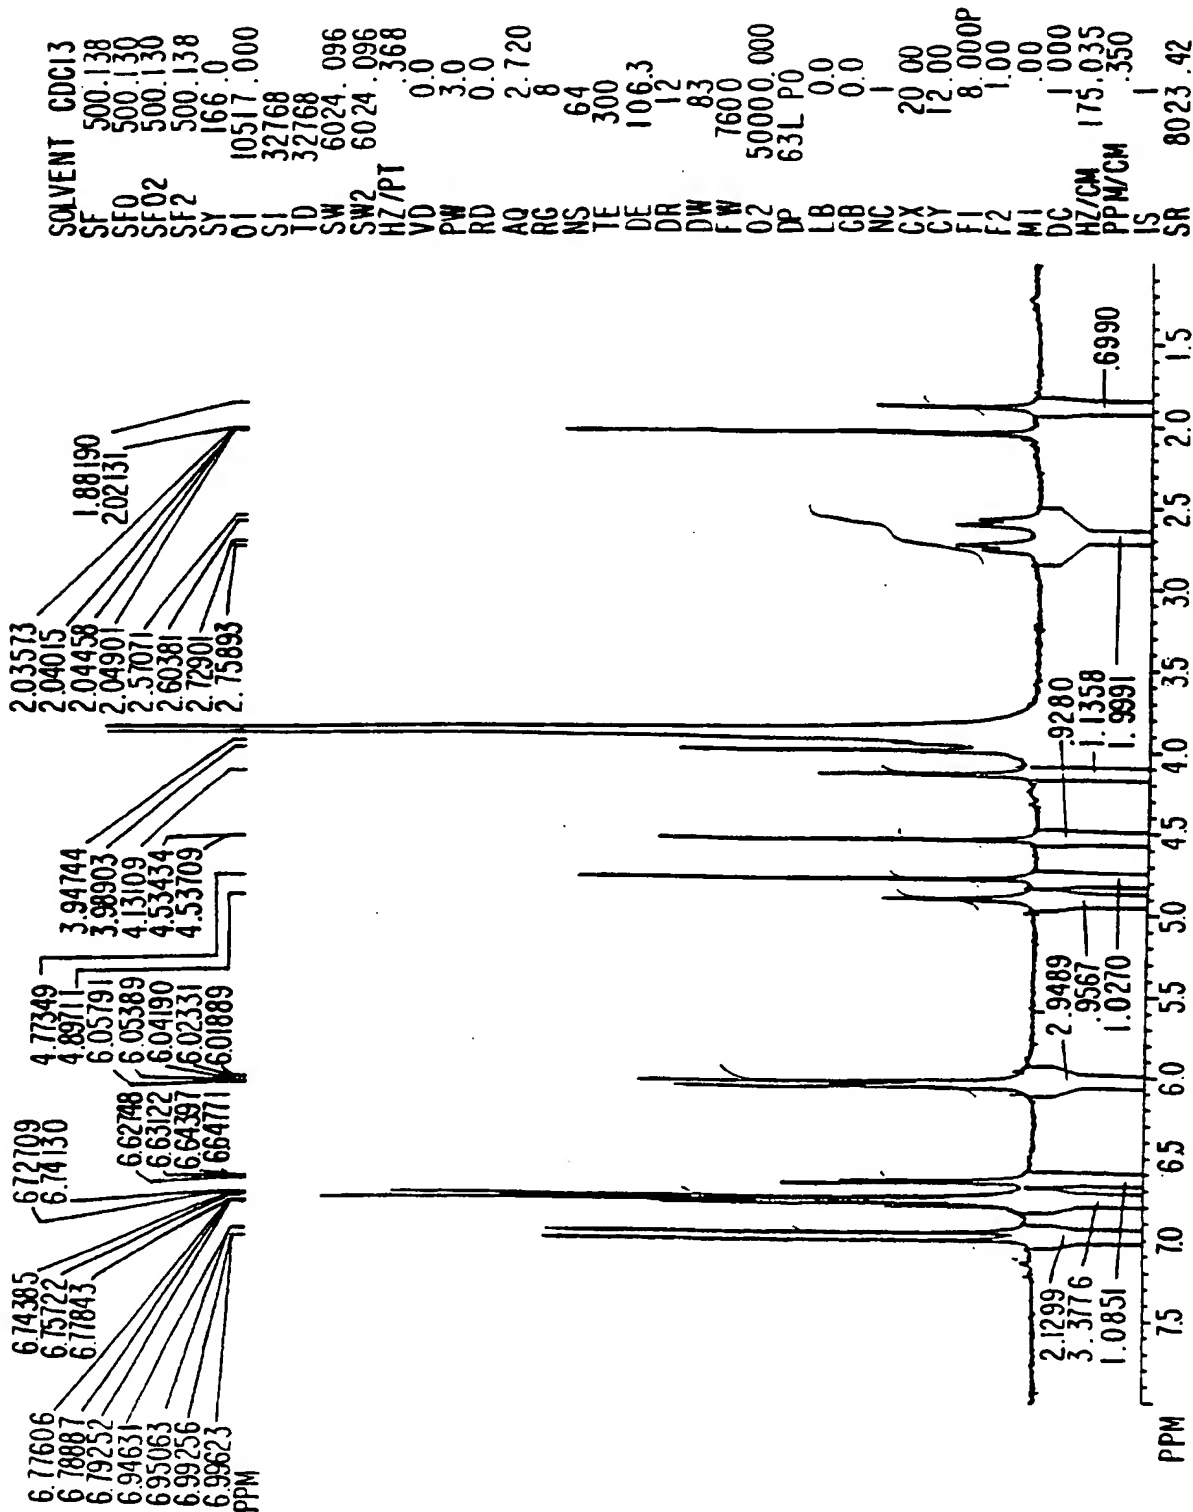 SOLVENT CDCl3
SF 500.138
SFO 500.130
SFO2 500.130
SF2 500.138
SY 166.0
O1 10517.000
SI 32768
TD 32768
SW 6024.096
SW2 6024.096
HZ/PT .368
VD 0.0
PW 3.0
RD 0.0
AQ 2.720
RG 8
NS 64
TE 300
DE 106.3
DR 12
DW 83
FW 7600
O2 50000.000
DP 63L PO
LB 0.0
GB 0.0
NC 1
CX 20.00
CY 12.00
F1 8.000P
F2 1.00
M1 .00
DC 1.000
HZ/CM 175.035
PPM/CM .350
IS 1
SR 8023.42
6.77606
6.78887
6.79252
6.94631
6.95063
6.99256
6.99623
PPM
6.74385
6.75722
6.77843
6.72709
6.74130
6.62748
6.63122
6.64397
6.64771
4.77349
4.89711
6.05791
6.05389
6.04190
6.02331
6.01889
3.94744
3.98903
4.13109
4.53434
4.53709
2.03573
2.04015
2.04458
2.04901
2.57071
2.60381
2.72901
2.75893
1.88190
2.02131
2.1299
3.3776
1.0851
2.9489
.9567
1.0270
.9280
1.1358
1.9991
.6990
PPM 7.5 7.0 6.5 6.0 5.5 5.0 4.5 4.0 3.5 3.0 2.5 2.0 1.5